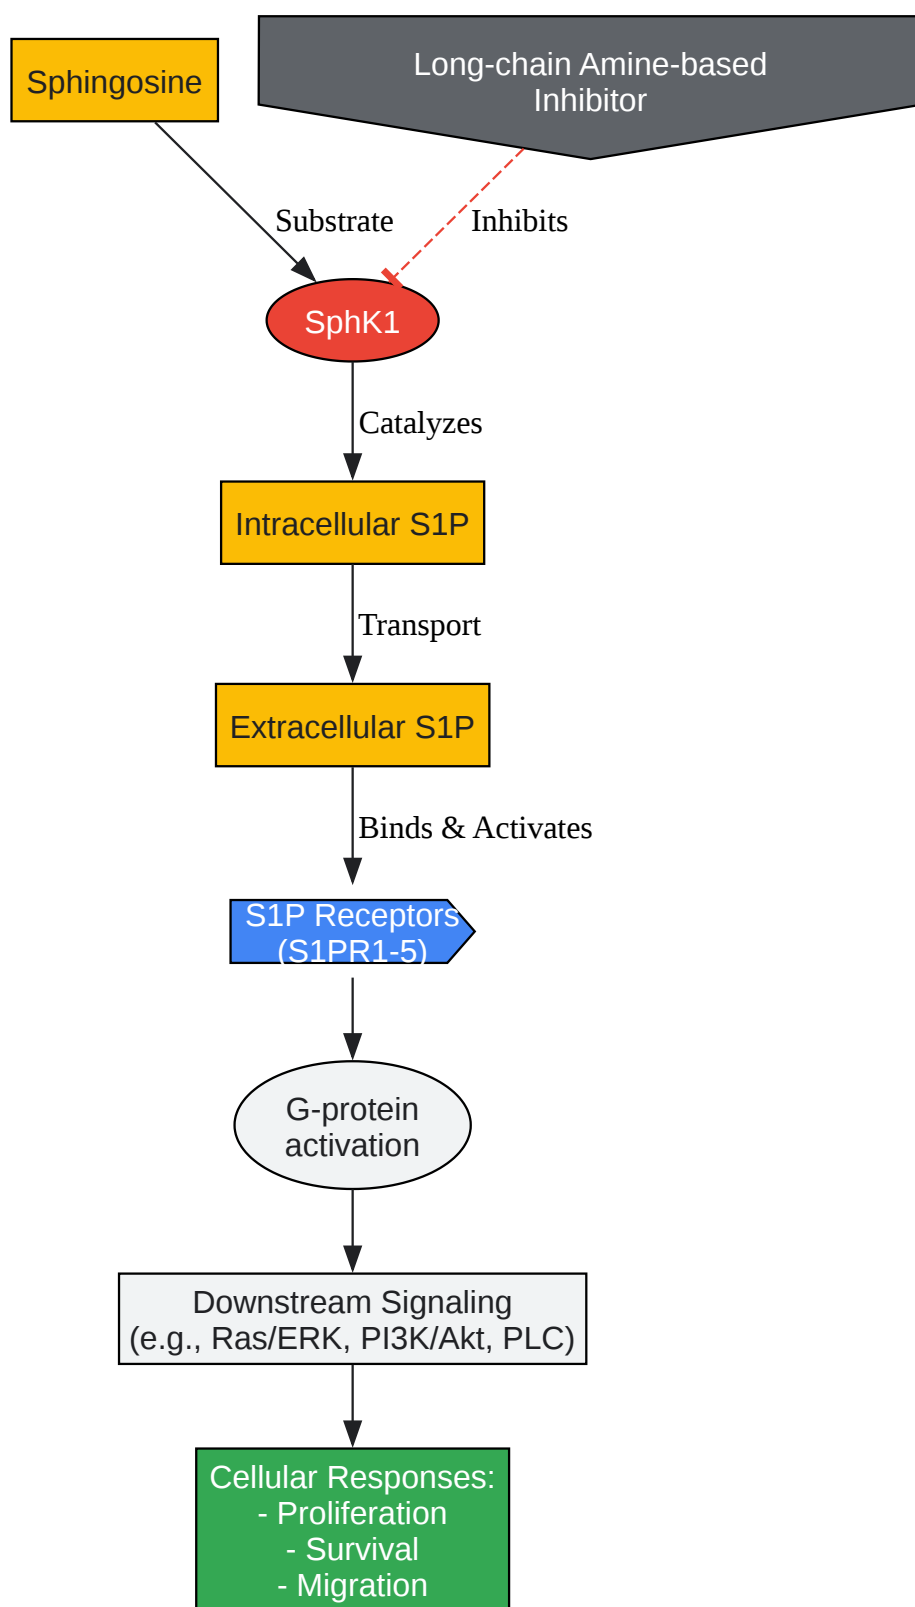 Sphingosine
Long-chain Amine-based
Inhibitor
Substrate
Inhibits
SphK1
Catalyzes
Intracellular S1P
Transport
Extracellular S1P
Binds & Activates
S1P Receptors
(S1PR1-5)
G-protein
activation
Downstream Signaling
(e.g., Ras/ERK, PI3K/Akt, PLC)
Cellular Responses:
- Proliferation
- Survival
- Migration